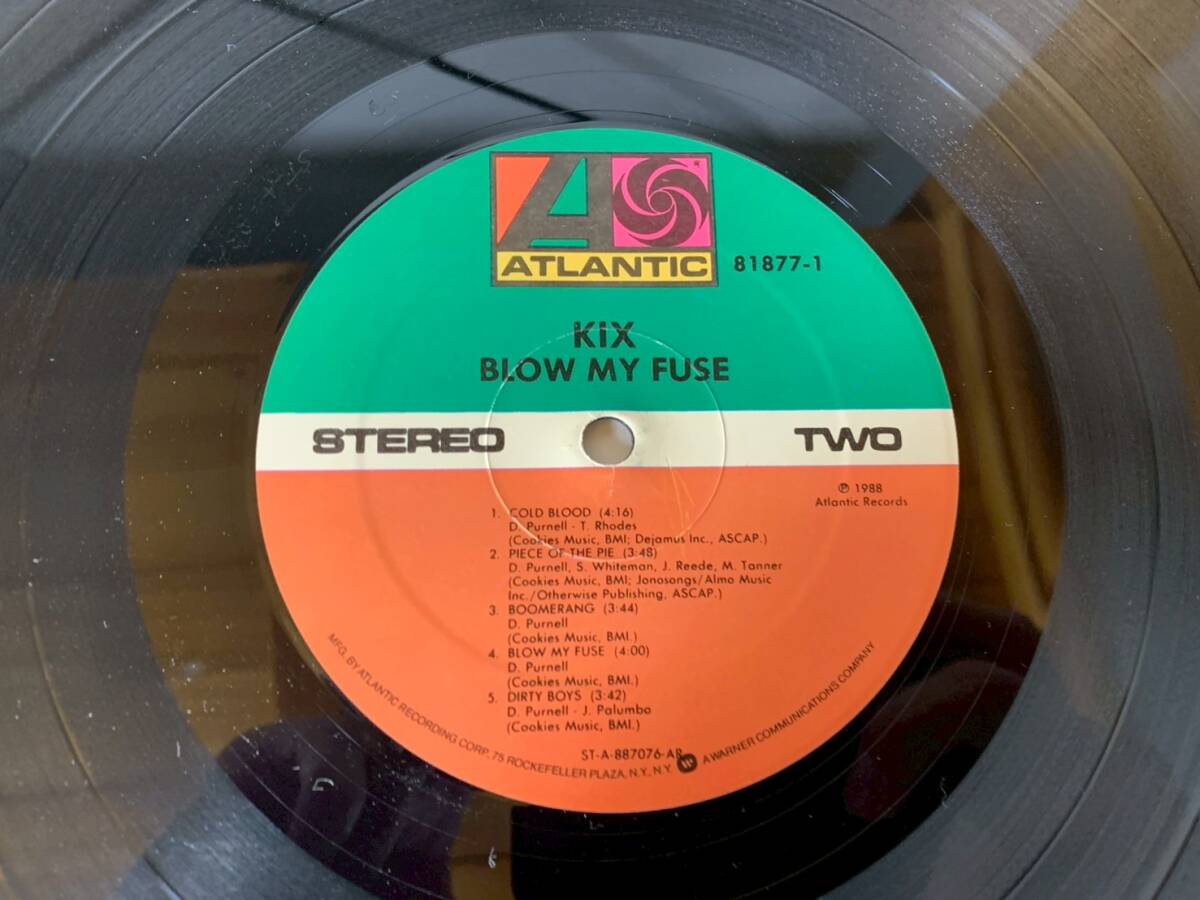 ATLANTIC
81877-1
KIX
BLOW MY FUSE
STEREO TWO
℗ 1988
Atlantic Records
1. COLD BLOOD (4:16)
D. Purnell - T. Rhodes
(Cookies Music, BMI; Dejamus Inc., ASCAP.)
2. PIECE OF THE PIE (3:48)
D. Purnell, S. Whiteman, J. Reede, M. Tanner
(Cookies Music, BMI; Jonosongs/Almo Music
Inc./Otherwise Publishing, ASCAP.)
3. BOOMERANG (3:44)
D. Purnell
(Cookies Music, BMI.)
4. BLOW MY FUSE (4:00)
D. Purnell
(Cookies Music, BMI.)
5. DIRTY BOYS (3:42)
D. Purnell - J. Palumbo
(Cookies Music, BMI.)
ST-A-887076-AR
MFG. BY ATLANTIC RECORDING CORP., 75 ROCKEFELLER PLAZA, N.Y., N.Y. A WARNER COMMUNICATIONS COMPANY